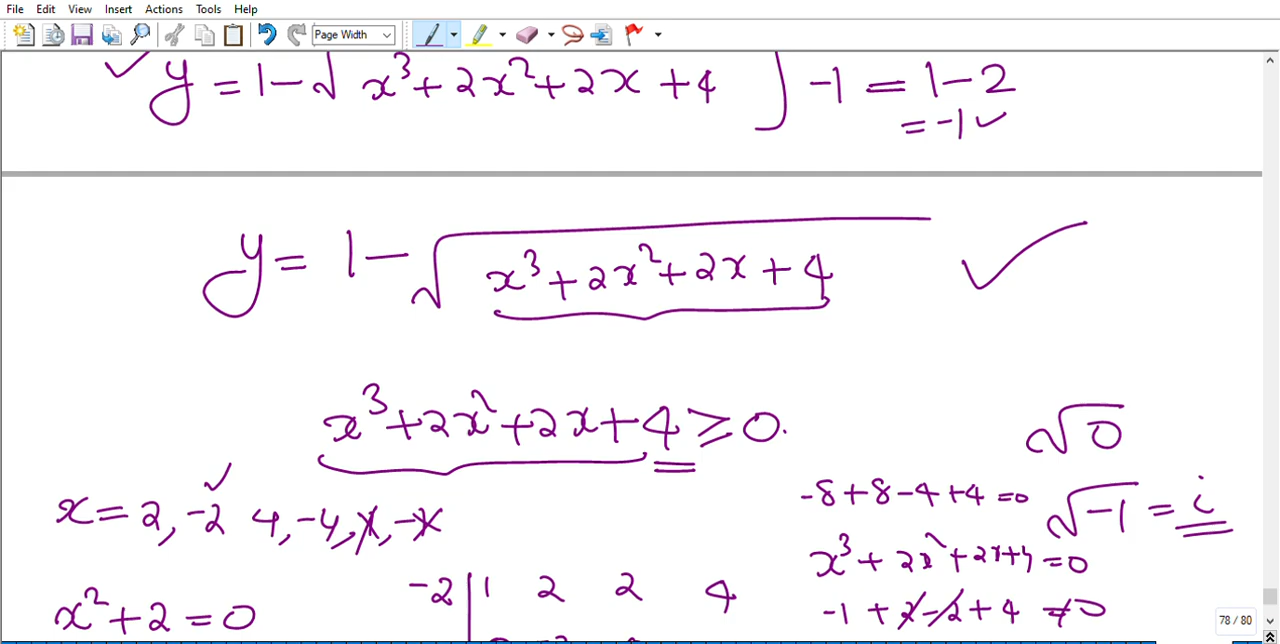 File Edit View Insert Actions Tools Help
Page Width
y = 1 - √ x³ + 2x² + 2x + 4 ] - 1 = 1 - 2
= -1 ✓
y = 1 - √(x³ + 2x² + 2x + 4) ✓
x³ + 2x² + 2x + 4 ≥ 0.
√0
x = 2, -2 4, -4, 1, -1
-8 + 8 - 4 + 4 = 0
√-1 = i
x³ + 2x² + 2x + 4 = 0
x² + 2 = 0
-2 | 1 2 2 4
-1 + 2 - 2 + 4 ≠ 0
78 / 80